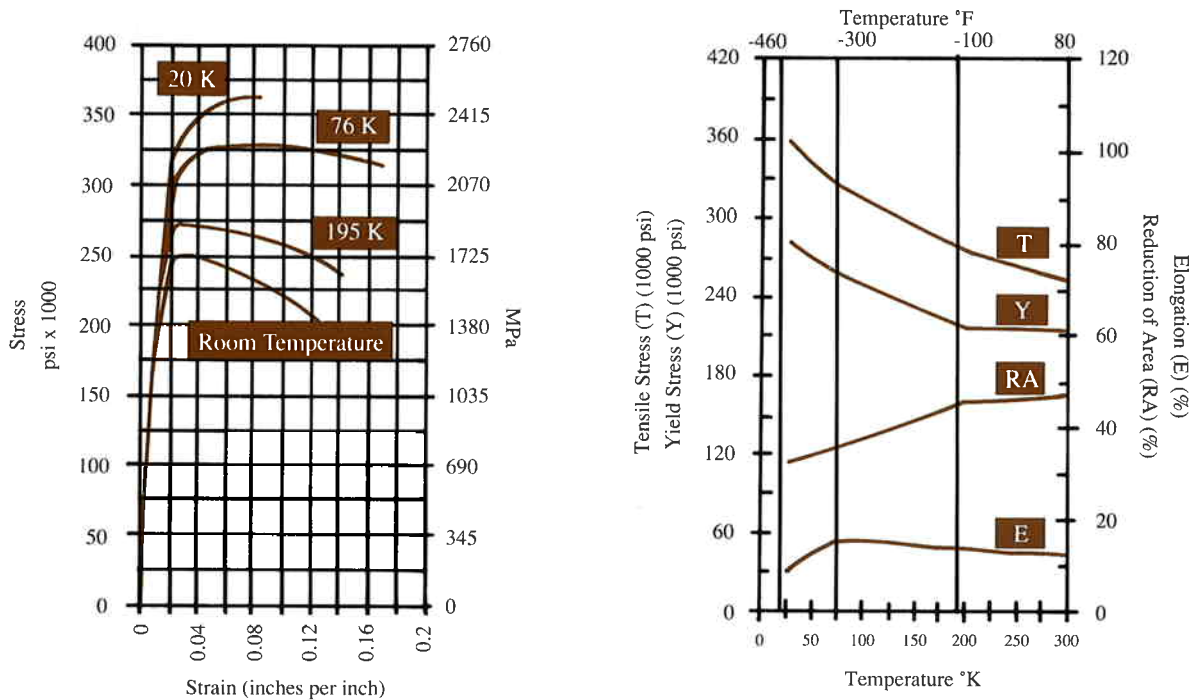 400
350
300
250
200
150
100
50
0
Stress
psi x 1000
20 K
76 K
195 K
Room Temperature
2760
2415
2070
1725
1380
1035
690
345
0
MPa
0
0.04
0.08
0.12
0.16
0.2
Strain (inches per inch)
Temperature °F
-460
-300
-100
80
420
360
300
240
180
120
60
0
Tensile Stress (T) (1000 psi)
Yield Stress (Y) (1000 psi)
T
Y
RA
E
120
100
80
60
40
20
0
Elongation (E) (%)
Reduction of Area (RA) (%)
0
50
100
150
200
250
300
Temperature °K